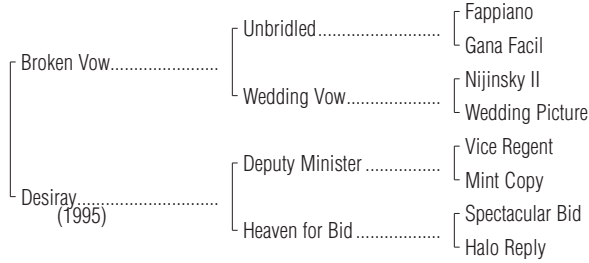 Fappiano
Unbridled..........................
Gana Facil
Broken Vow.......................
Nijinsky II
Wedding Vow....................
Wedding Picture
Vice Regent
Deputy Minister ................
Mint Copy
Desiray..............................
(1995)
Spectacular Bid
Heaven for Bid ..................
Halo Reply